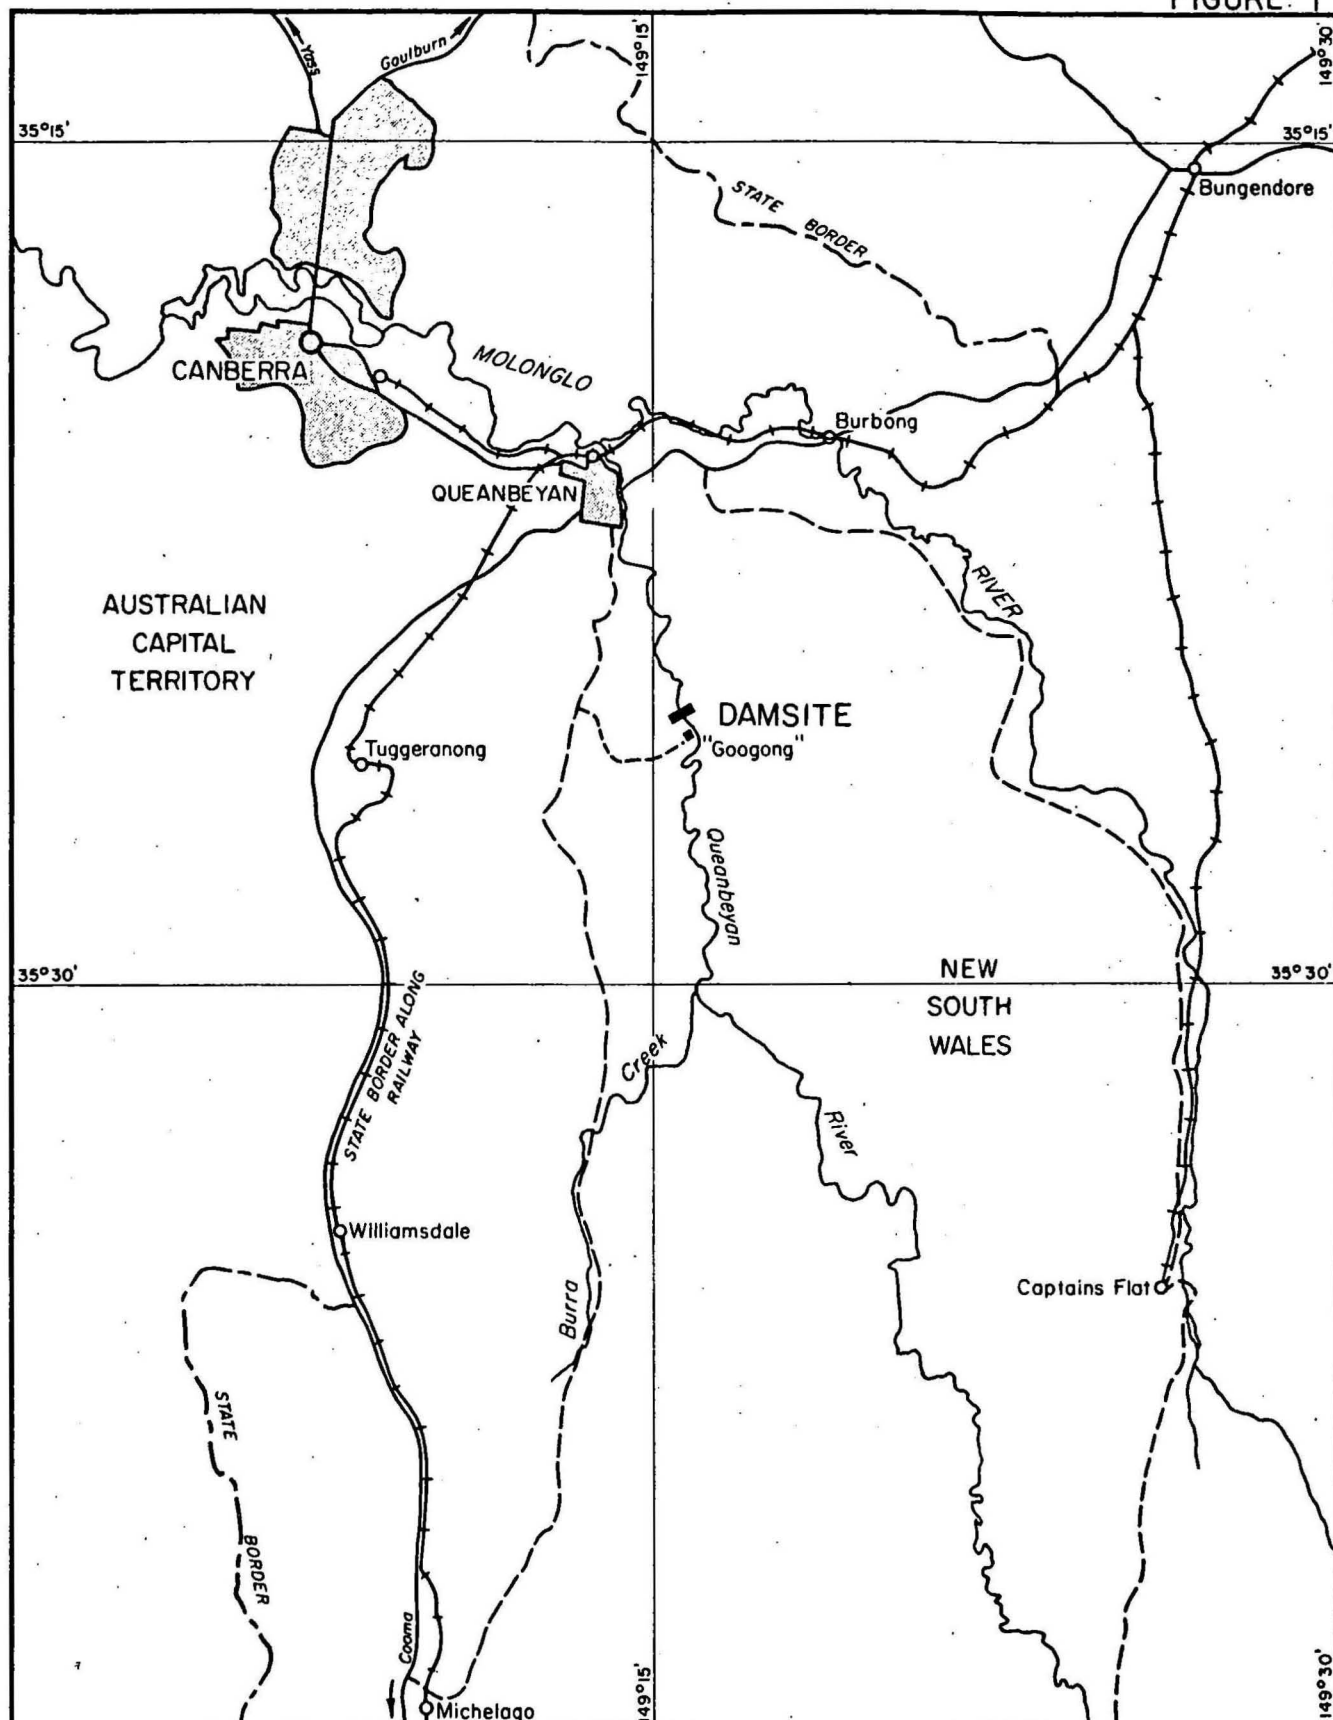 FIGURE 1
Yass
Goulburn
149°15'
149°30'
35°15'
35°15'
STATE BORDER
Bungendore
MOLONGLO
CANBERRA
Burbong
QUEANBEYAN
RIVER
AUSTRALIAN
CAPITAL
TERRITORY
DAMSITE
"Googong"
Tuggeranong
Queanbeyan
35°30'
NEW
SOUTH
WALES
35°30'
STATE BORDER ALONG
RAILWAY
Creek
River
Williamsdale
Captains Flat
Burra
STATE
BORDER
Cooma
149°15'
149°30'
Michelago